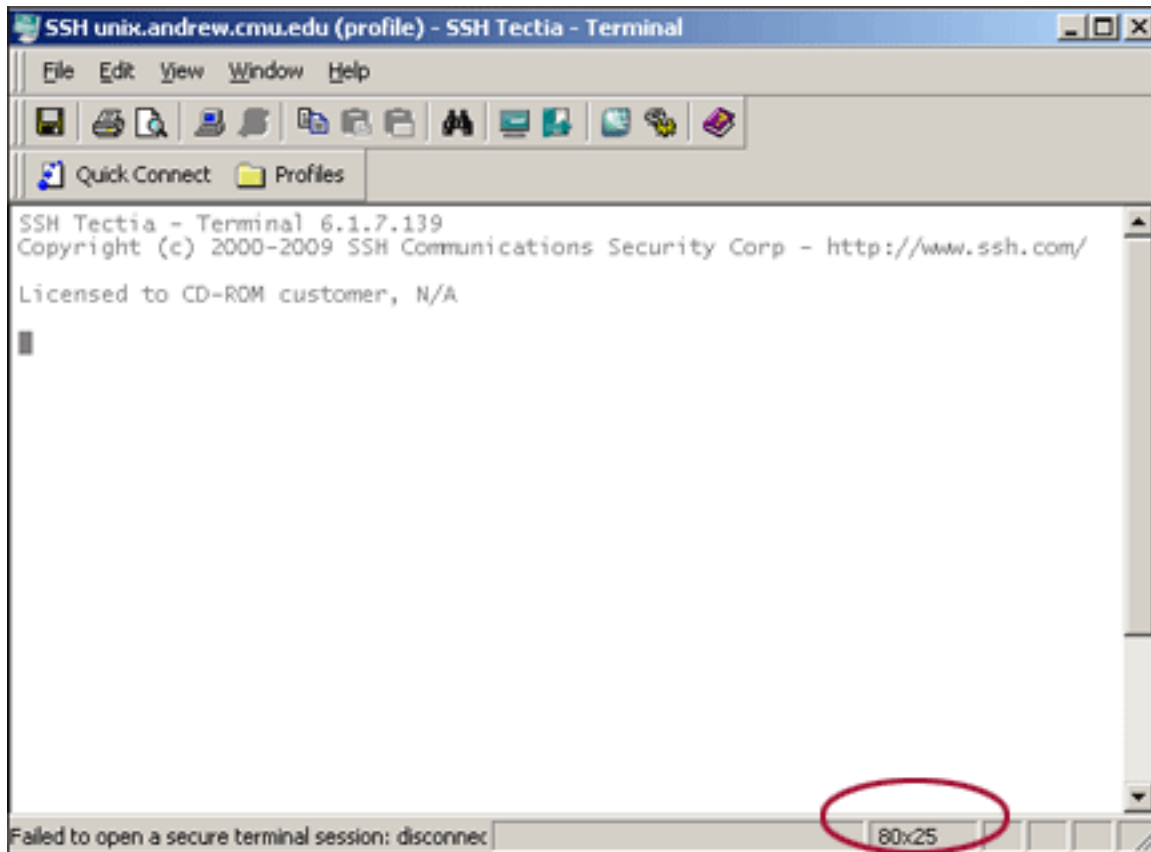 SSH unix.andrew.cmu.edu (profile) - SSH Tectia - Terminal
File Edit View Window Help
Quick Connect Profiles
SSH Tectia - Terminal 6.1.7.139
Copyright (c) 2000-2009 SSH Communications Security Corp - http://www.ssh.com/
Licensed to CD-ROM customer, N/A
Failed to open a secure terminal session: disconnec 80x25